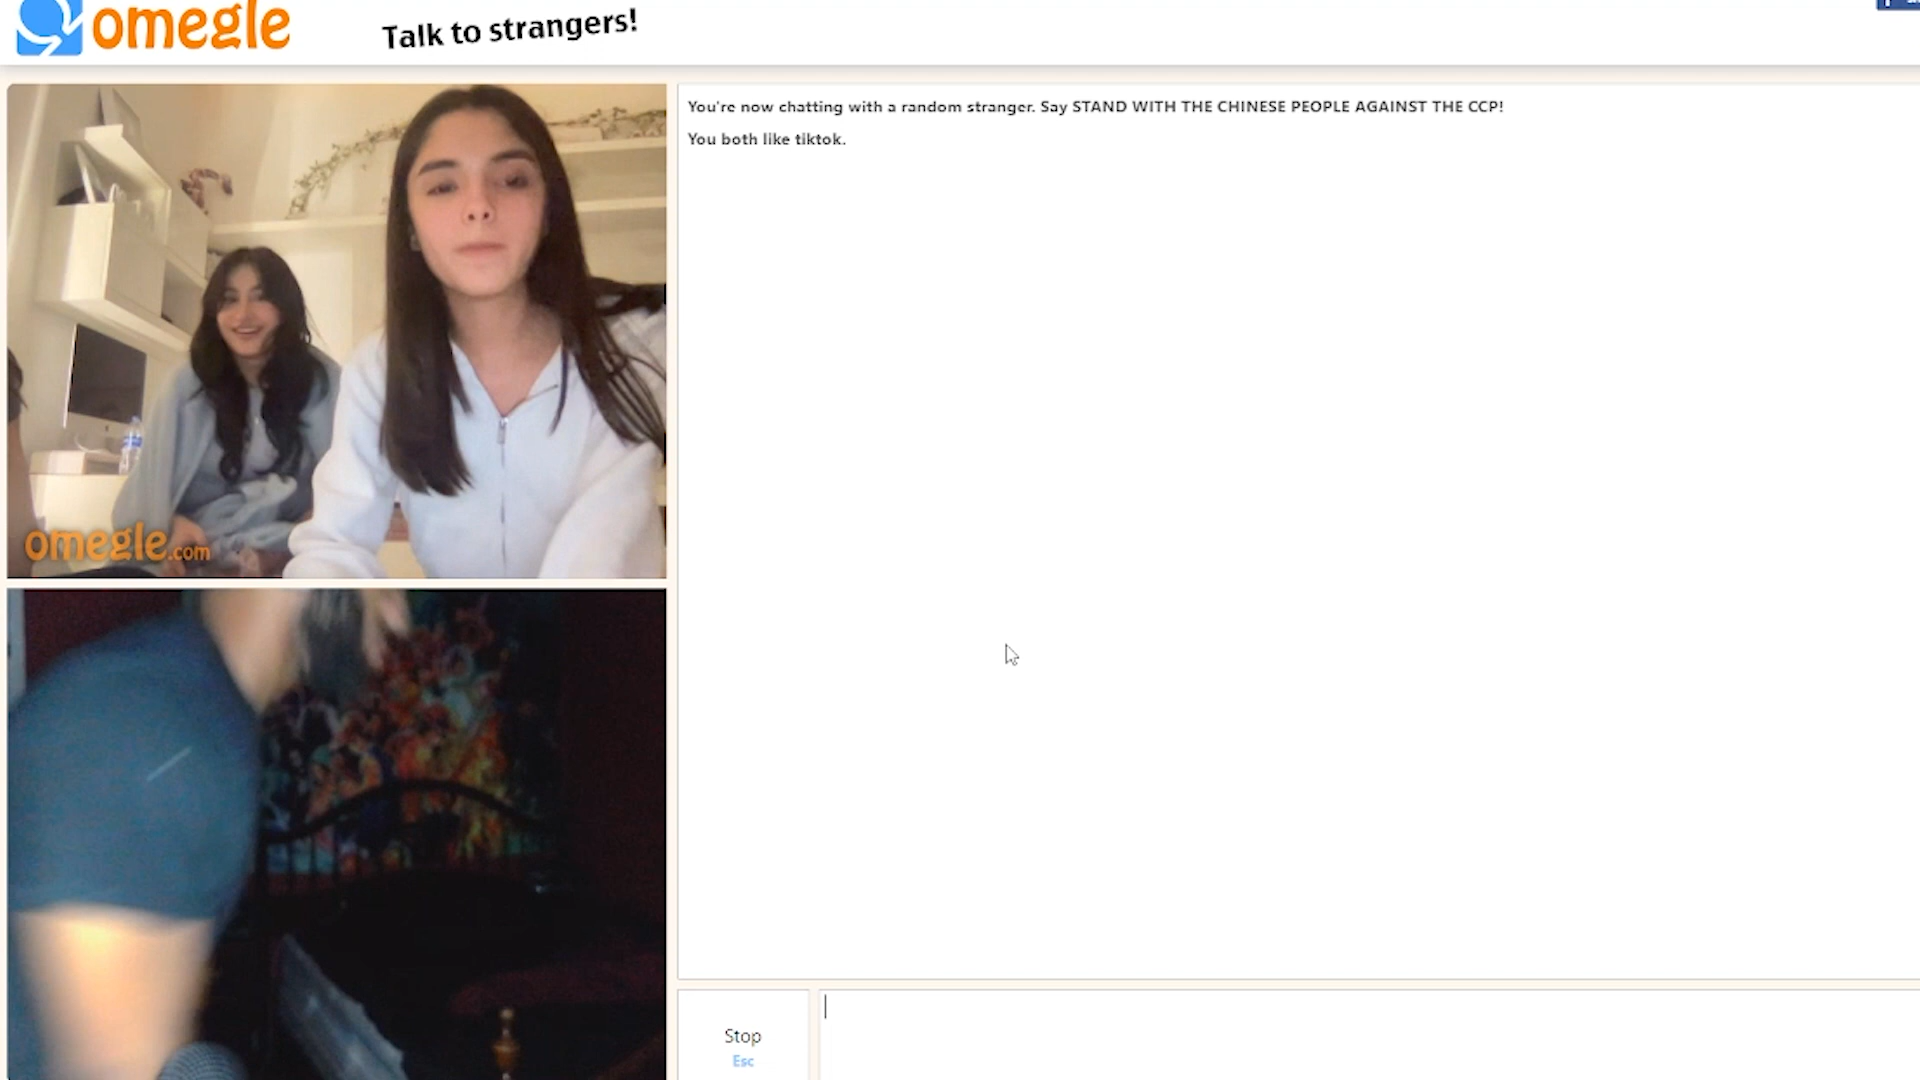 omegle
Talk to strangers!
You're now chatting with a random stranger. Say STAND WITH THE CHINESE PEOPLE AGAINST THE CCP!
You both like tiktok.
omegle.com
Stop
Esc